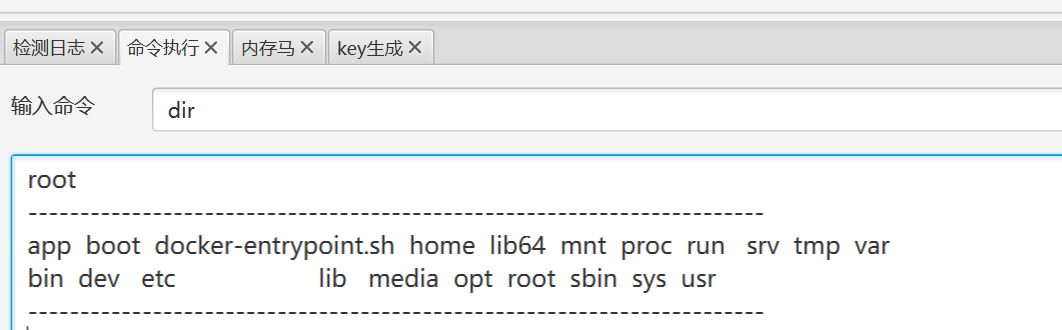 检测日志 命令执行 内存马 key生成
输入命令 dir
root
-----------------------------------------------------------------------
app boot docker-entrypoint.sh home lib64 mnt proc run srv tmp var
bin dev etc lib media opt root sbin sys usr
-----------------------------------------------------------------------